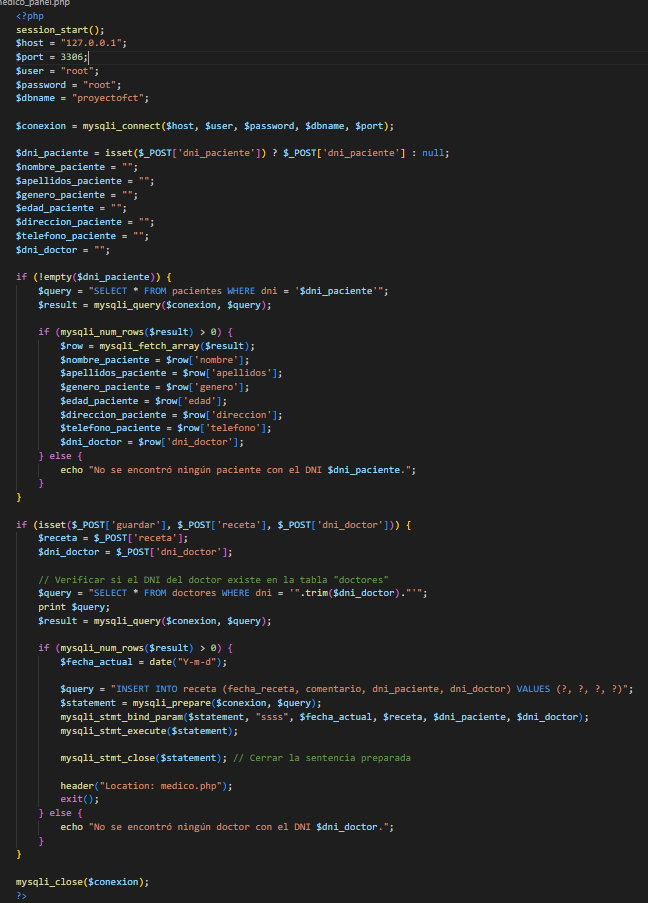 medico_panel.php
<?php
session_start();
$host = "127.0.0.1";
$port = 3306;
$user = "root";
$password = "root";
$dbname = "proyectofct";

$conexion = mysqli_connect($host, $user, $password, $dbname, $port);

$dni_paciente = isset($_POST['dni_paciente']) ? $_POST['dni_paciente'] : null;
$nombre_paciente = "";
$apellidos_paciente = "";
$genero_paciente = "";
$edad_paciente = "";
$direccion_paciente = "";
$telefono_paciente = "";
$dni_doctor = "";

if (!empty($dni_paciente)) {
    $query = "SELECT * FROM pacientes WHERE dni = '$dni_paciente'";
    $result = mysqli_query($conexion, $query);

    if (mysqli_num_rows($result) > 0) {
        $row = mysqli_fetch_array($result);
        $nombre_paciente = $row['nombre'];
        $apellidos_paciente = $row['apellidos'];
        $genero_paciente = $row['genero'];
        $edad_paciente = $row['edad'];
        $direccion_paciente = $row['direccion'];
        $telefono_paciente = $row['telefono'];
        $dni_doctor = $row['dni_doctor'];
    } else {
        echo "No se encontró ningún paciente con el DNI $dni_paciente.";
    }
}

if (isset($_POST['guardar'], $_POST['receta'], $_POST['dni_doctor'])) {
    $receta = $_POST['receta'];
    $dni_doctor = $_POST['dni_doctor'];

    // Verificar si el DNI del doctor existe en la tabla "doctores"
    $query = "SELECT * FROM doctores WHERE dni = '".trim($dni_doctor)."'";
    print $query;
    $result = mysqli_query($conexion, $query);

    if (mysqli_num_rows($result) > 0) {
        $fecha_actual = date("Y-m-d");

        $query = "INSERT INTO receta (fecha_receta, comentario, dni_paciente, dni_doctor) VALUES (?, ?, ?, ?)";
        $statement = mysqli_prepare($conexion, $query);
        mysqli_stmt_bind_param($statement, "ssss", $fecha_actual, $receta, $dni_paciente, $dni_doctor);
        mysqli_stmt_execute($statement);

        mysqli_stmt_close($statement); // Cerrar la sentencia preparada

        header("Location: medico.php");
        exit();
    } else {
        echo "No se encontró ningún doctor con el DNI $dni_doctor.";
    }
}

mysqli_close($conexion);
?>